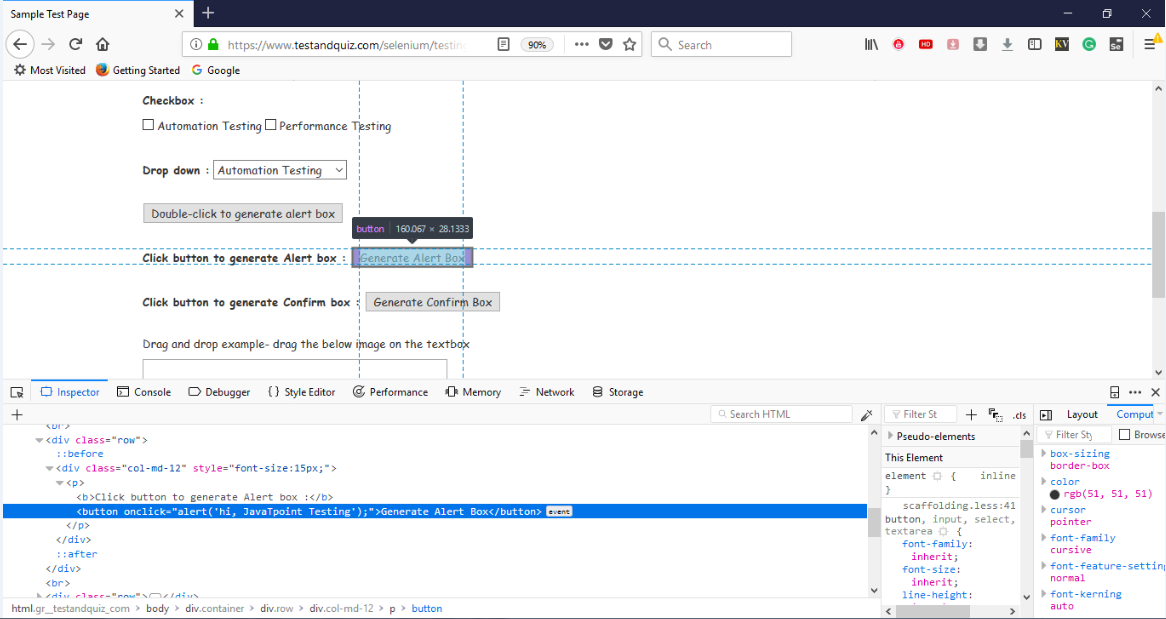 Sample Test Page
https://www.testandquiz.com/selenium/testin
90%
Search
HD
KV
G
Se
Most Visited
Getting Started
G Google
Checkbox :
Automation Testing Performance Testing
Drop down : Automation Testing
Double-click to generate alert box
button 160.067 × 28.1333
Click button to generate Alert box : Generate Alert Box
Click button to generate Confirm box : Generate Confirm Box
Drag and drop example- drag the below image on the textbox
Inspector Console Debugger { } Style Editor Performance Memory Network Storage
+ Search HTML
<br>
<div class="row">
::before
<div class="col-md-12" style="font-size:15px;">
<p>
<b>Click button to generate Alert box :</b>
<button onclick="alert('hi, JavaTpoint Testing');">Generate Alert Box</button> event
</p>
</div>
::after
</div>
<br>
<div class="row"></div>
html.gr__testandquiz_com > body > div.container > div.row > div.col-md-12 > p > button
Filter St + .cls
Pseudo-elements
This Element
element { inline
}
scaffolding.less:41
button, input, select,
textarea {
font-family:
inherit;
font-size:
inherit;
line-height:
Layout Comput
Filter Sty Browse
box-sizing
border-box
color
rgb(51, 51, 51)
cursor
pointer
font-family
cursive
font-feature-setting
normal
font-kerning
auto